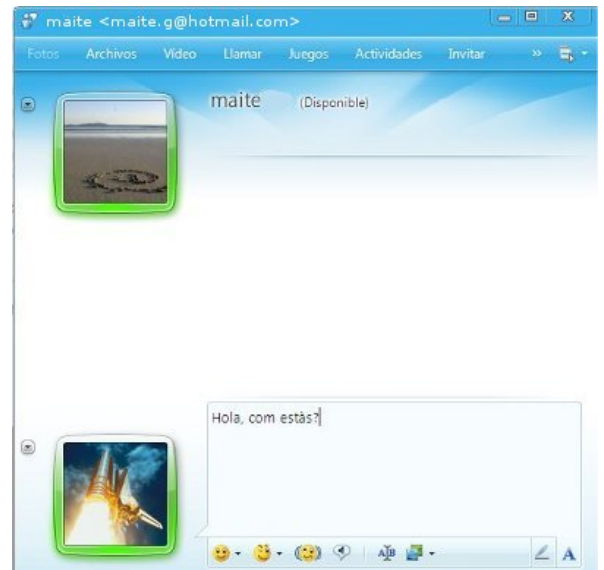 maite <maite.g@hotmail.com>
Fotos Archivos Vídeo Llamar Juegos Actividades Invitar »
maite (Disponible)
Hola, com estàs?